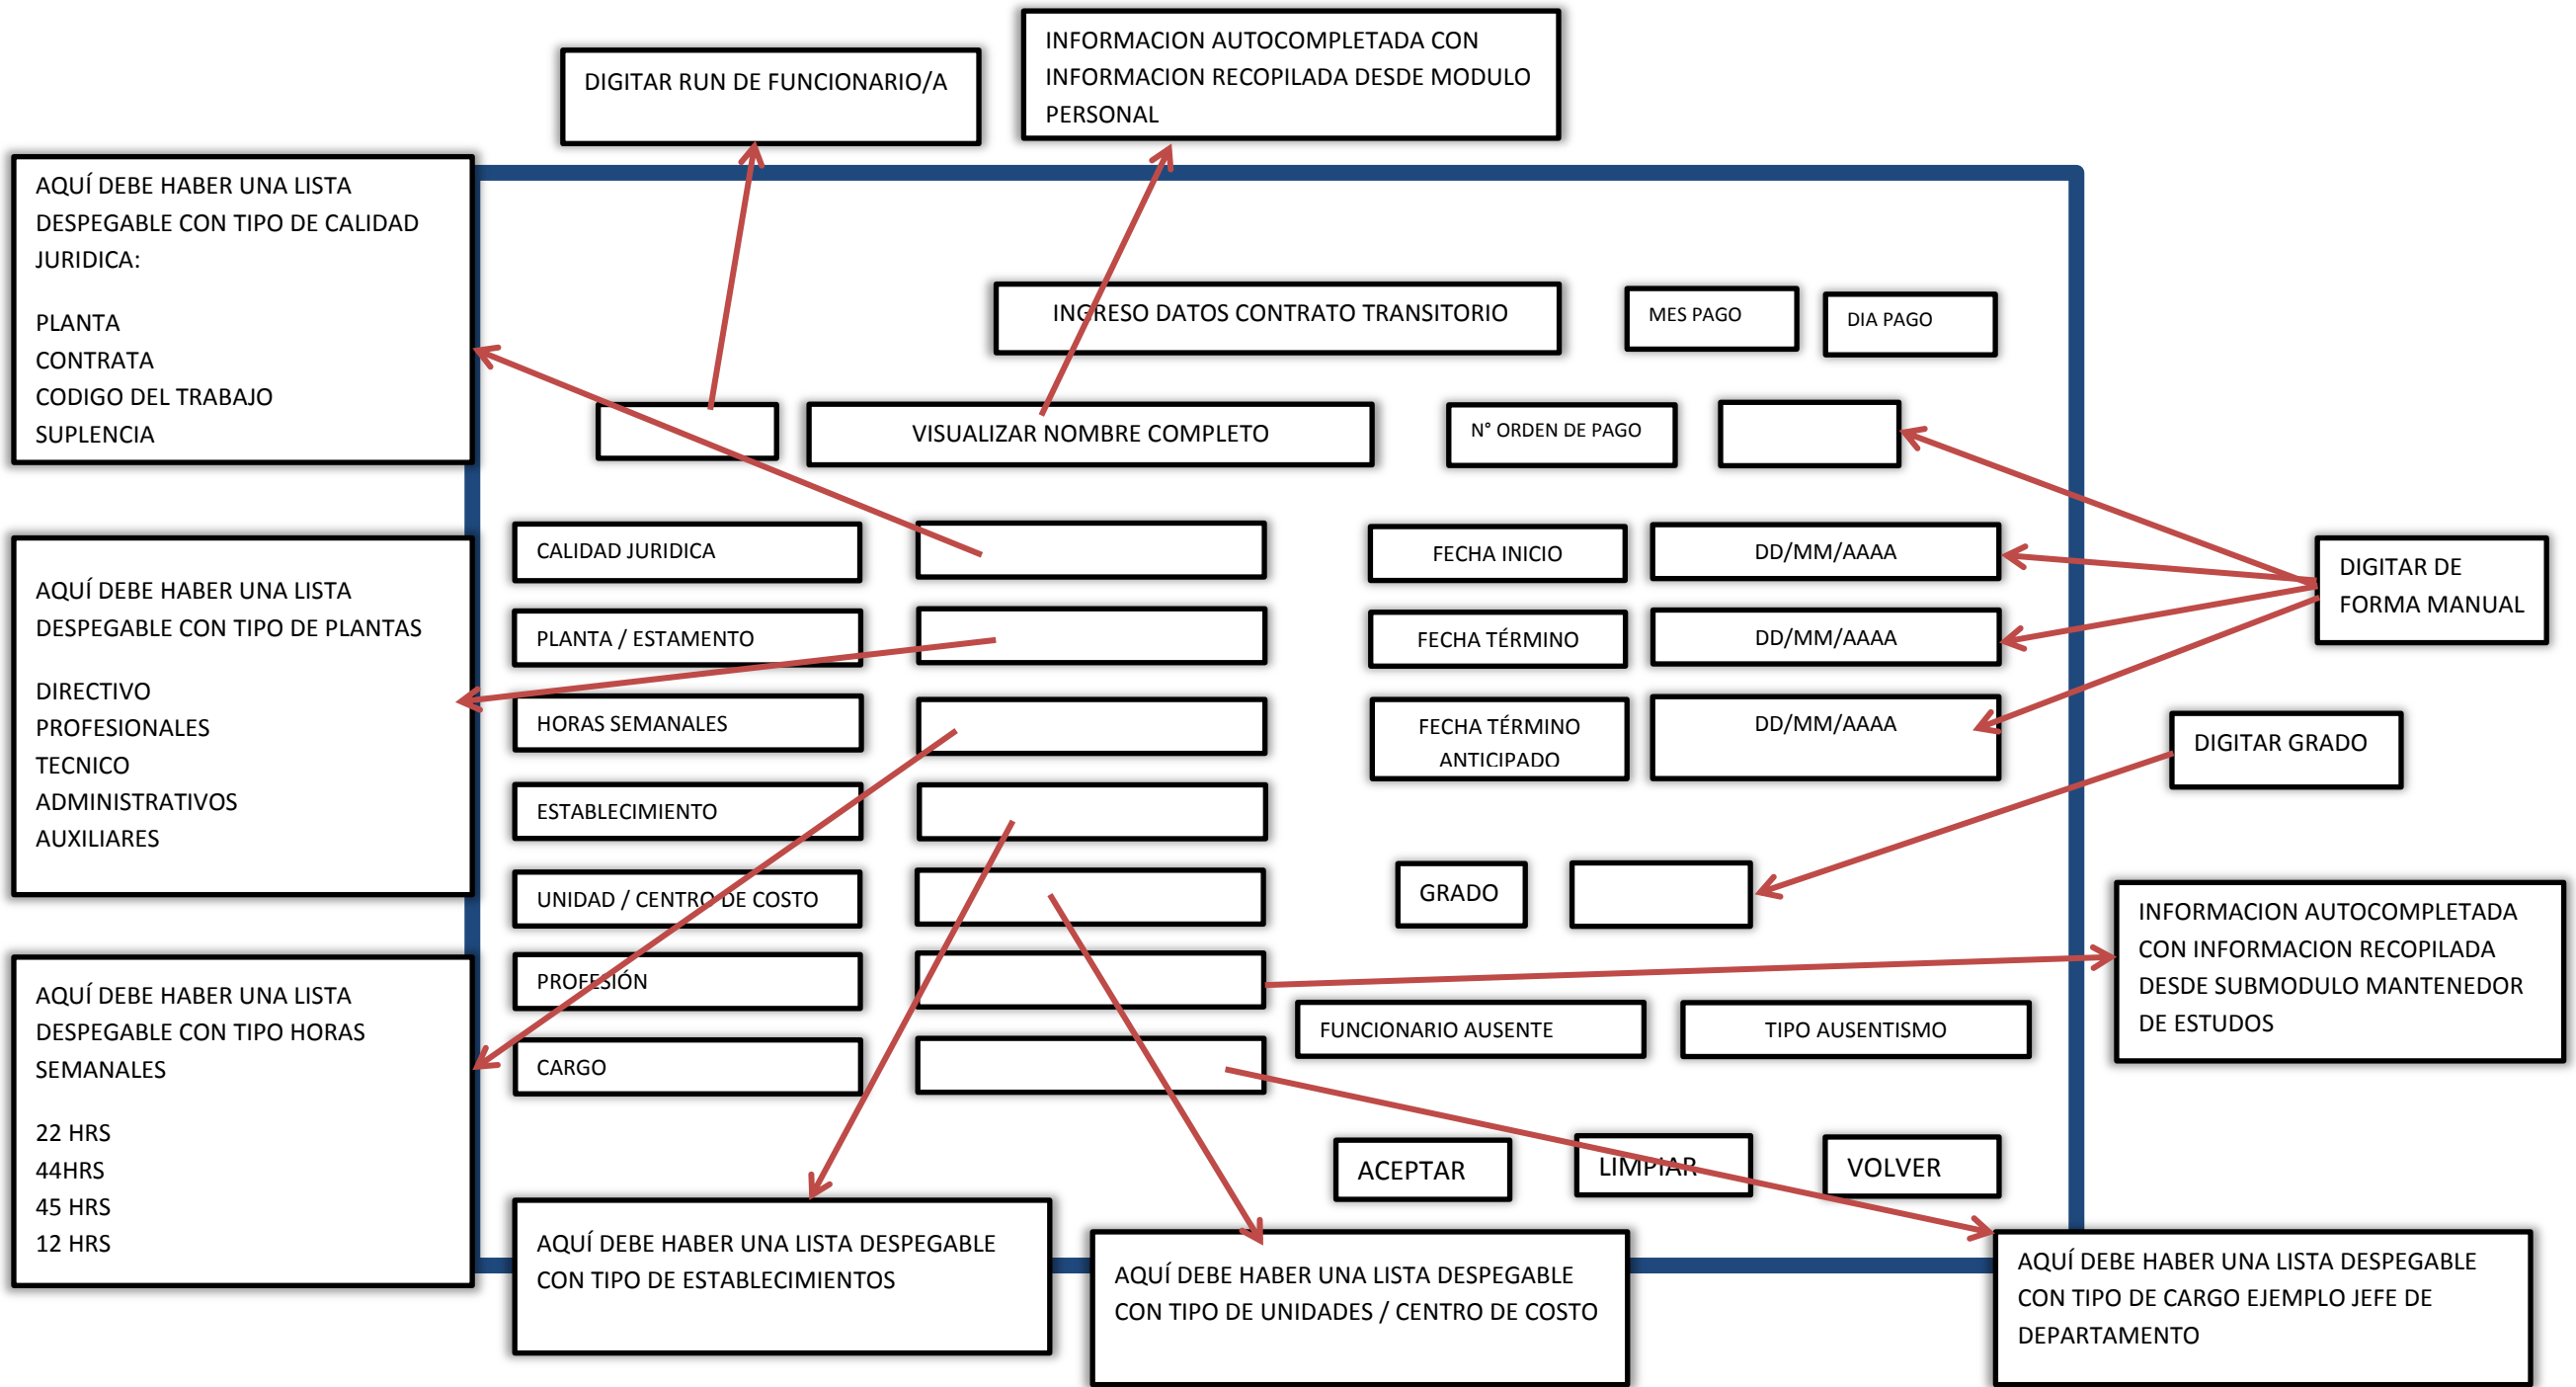 INFORMACION AUTOCOMPLETADA CON
INFORMACION RECOPILADA DESDE MODULO
PERSONAL
DIGITAR RUN DE FUNCIONARIO/A
AQUÍ DEBE HABER UNA LISTA
DESPEGABLE CON TIPO DE CALIDAD
JURIDICA:
PLANTA
CONTRATA
CODIGO DEL TRABAJO
SUPLENCIA
INGRESO DATOS CONTRATO TRANSITORIO
MES PAGO
DIA PAGO
VISUALIZAR NOMBRE COMPLETO
N° ORDEN DE PAGO
CALIDAD JURIDICA
FECHA INICIO
DD/MM/AAAA
PLANTA / ESTAMENTO
FECHA TÉRMINO
DD/MM/AAAA
HORAS SEMANALES
FECHA TÉRMINO
ANTICIPADO
DD/MM/AAAA
DIGITAR DE
FORMA MANUAL
AQUÍ DEBE HABER UNA LISTA
DESPEGABLE CON TIPO DE PLANTAS
DIRECTIVO
PROFESIONALES
TECNICO
ADMINISTRATIVOS
AUXILIARES
DIGITAR GRADO
ESTABLECIMIENTO
UNIDAD / CENTRO DE COSTO
GRADO
PROFESIÓN
FUNCIONARIO AUSENTE
TIPO AUSENTISMO
CARGO
INFORMACION AUTOCOMPLETADA
CON INFORMACION RECOPILADA
DESDE SUBMODULO MANTENEDOR
DE ESTUDOS
AQUÍ DEBE HABER UNA LISTA
DESPEGABLE CON TIPO HORAS
SEMANALES
22 HRS
44HRS
45 HRS
12 HRS
ACEPTAR
LIMPIAR
VOLVER
AQUÍ DEBE HABER UNA LISTA DESPEGABLE
CON TIPO DE ESTABLECIMIENTOS
AQUÍ DEBE HABER UNA LISTA DESPEGABLE
CON TIPO DE UNIDADES / CENTRO DE COSTO
AQUÍ DEBE HABER UNA LISTA DESPEGABLE
CON TIPO DE CARGO EJEMPLO JEFE DE
DEPARTAMENTO